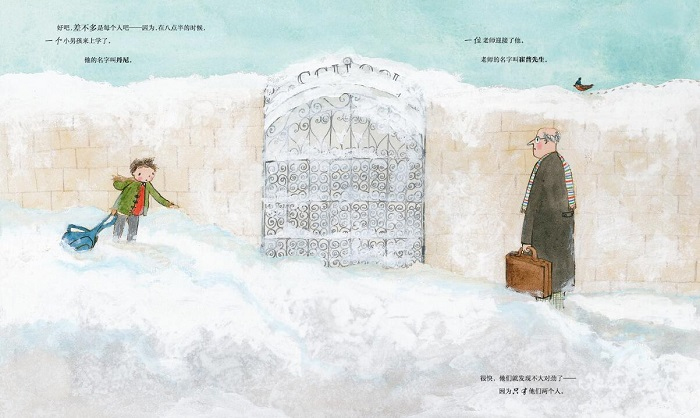 好吧，差不多是每个人吧——因为，在八点半的时候，
一个小男孩来上学了。
他的名字叫丹尼。
SCHOOL
一位老师迎接了他。
老师的名字叫崔普先生。
很快，他们就发现不大对劲了——
因为只有他们两个人。